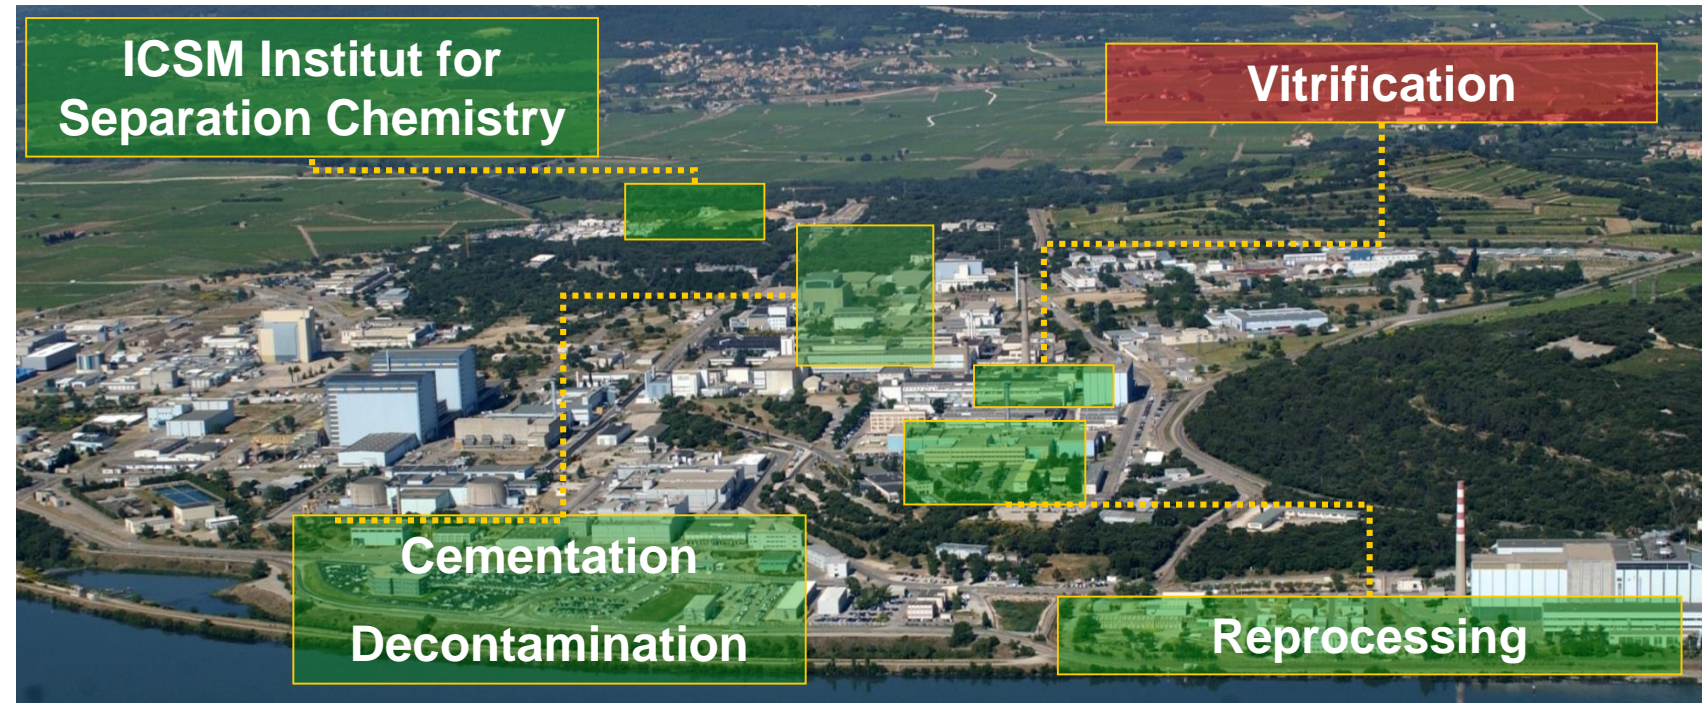 ICSM Institut for
Separation Chemistry
Vitrification
Cementation
Decontamination
Reprocessing